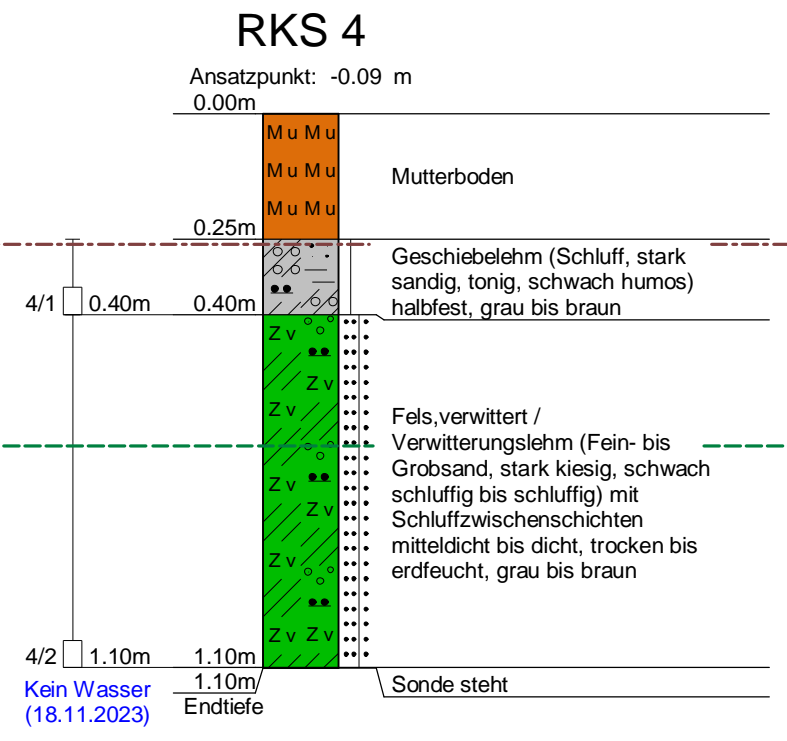 RKS 4
Ansatzpunkt: -0.09 m
0.00m
Mu Mu
Mu Mu
Mu Mu
Mutterboden
0.25m
Geschiebelehm (Schluff, stark
sandig, tonig, schwach humos)
halbfest, grau bis braun
4/1 0.40m 0.40m
Zv
Zv
Zv
Zv
Zv
Zv
Zv Zv
Fels,verwittert /
Verwitterungslehm (Fein- bis
Grobsand, stark kiesig, schwach
schluffig bis schluffig) mit
Schluffzwischenschichten
mitteldicht bis dicht, trocken bis
erdfeucht, grau bis braun
4/2 1.10m 1.10m
Kein Wasser
(18.11.2023)
1.10m
Endtiefe
Sonde steht